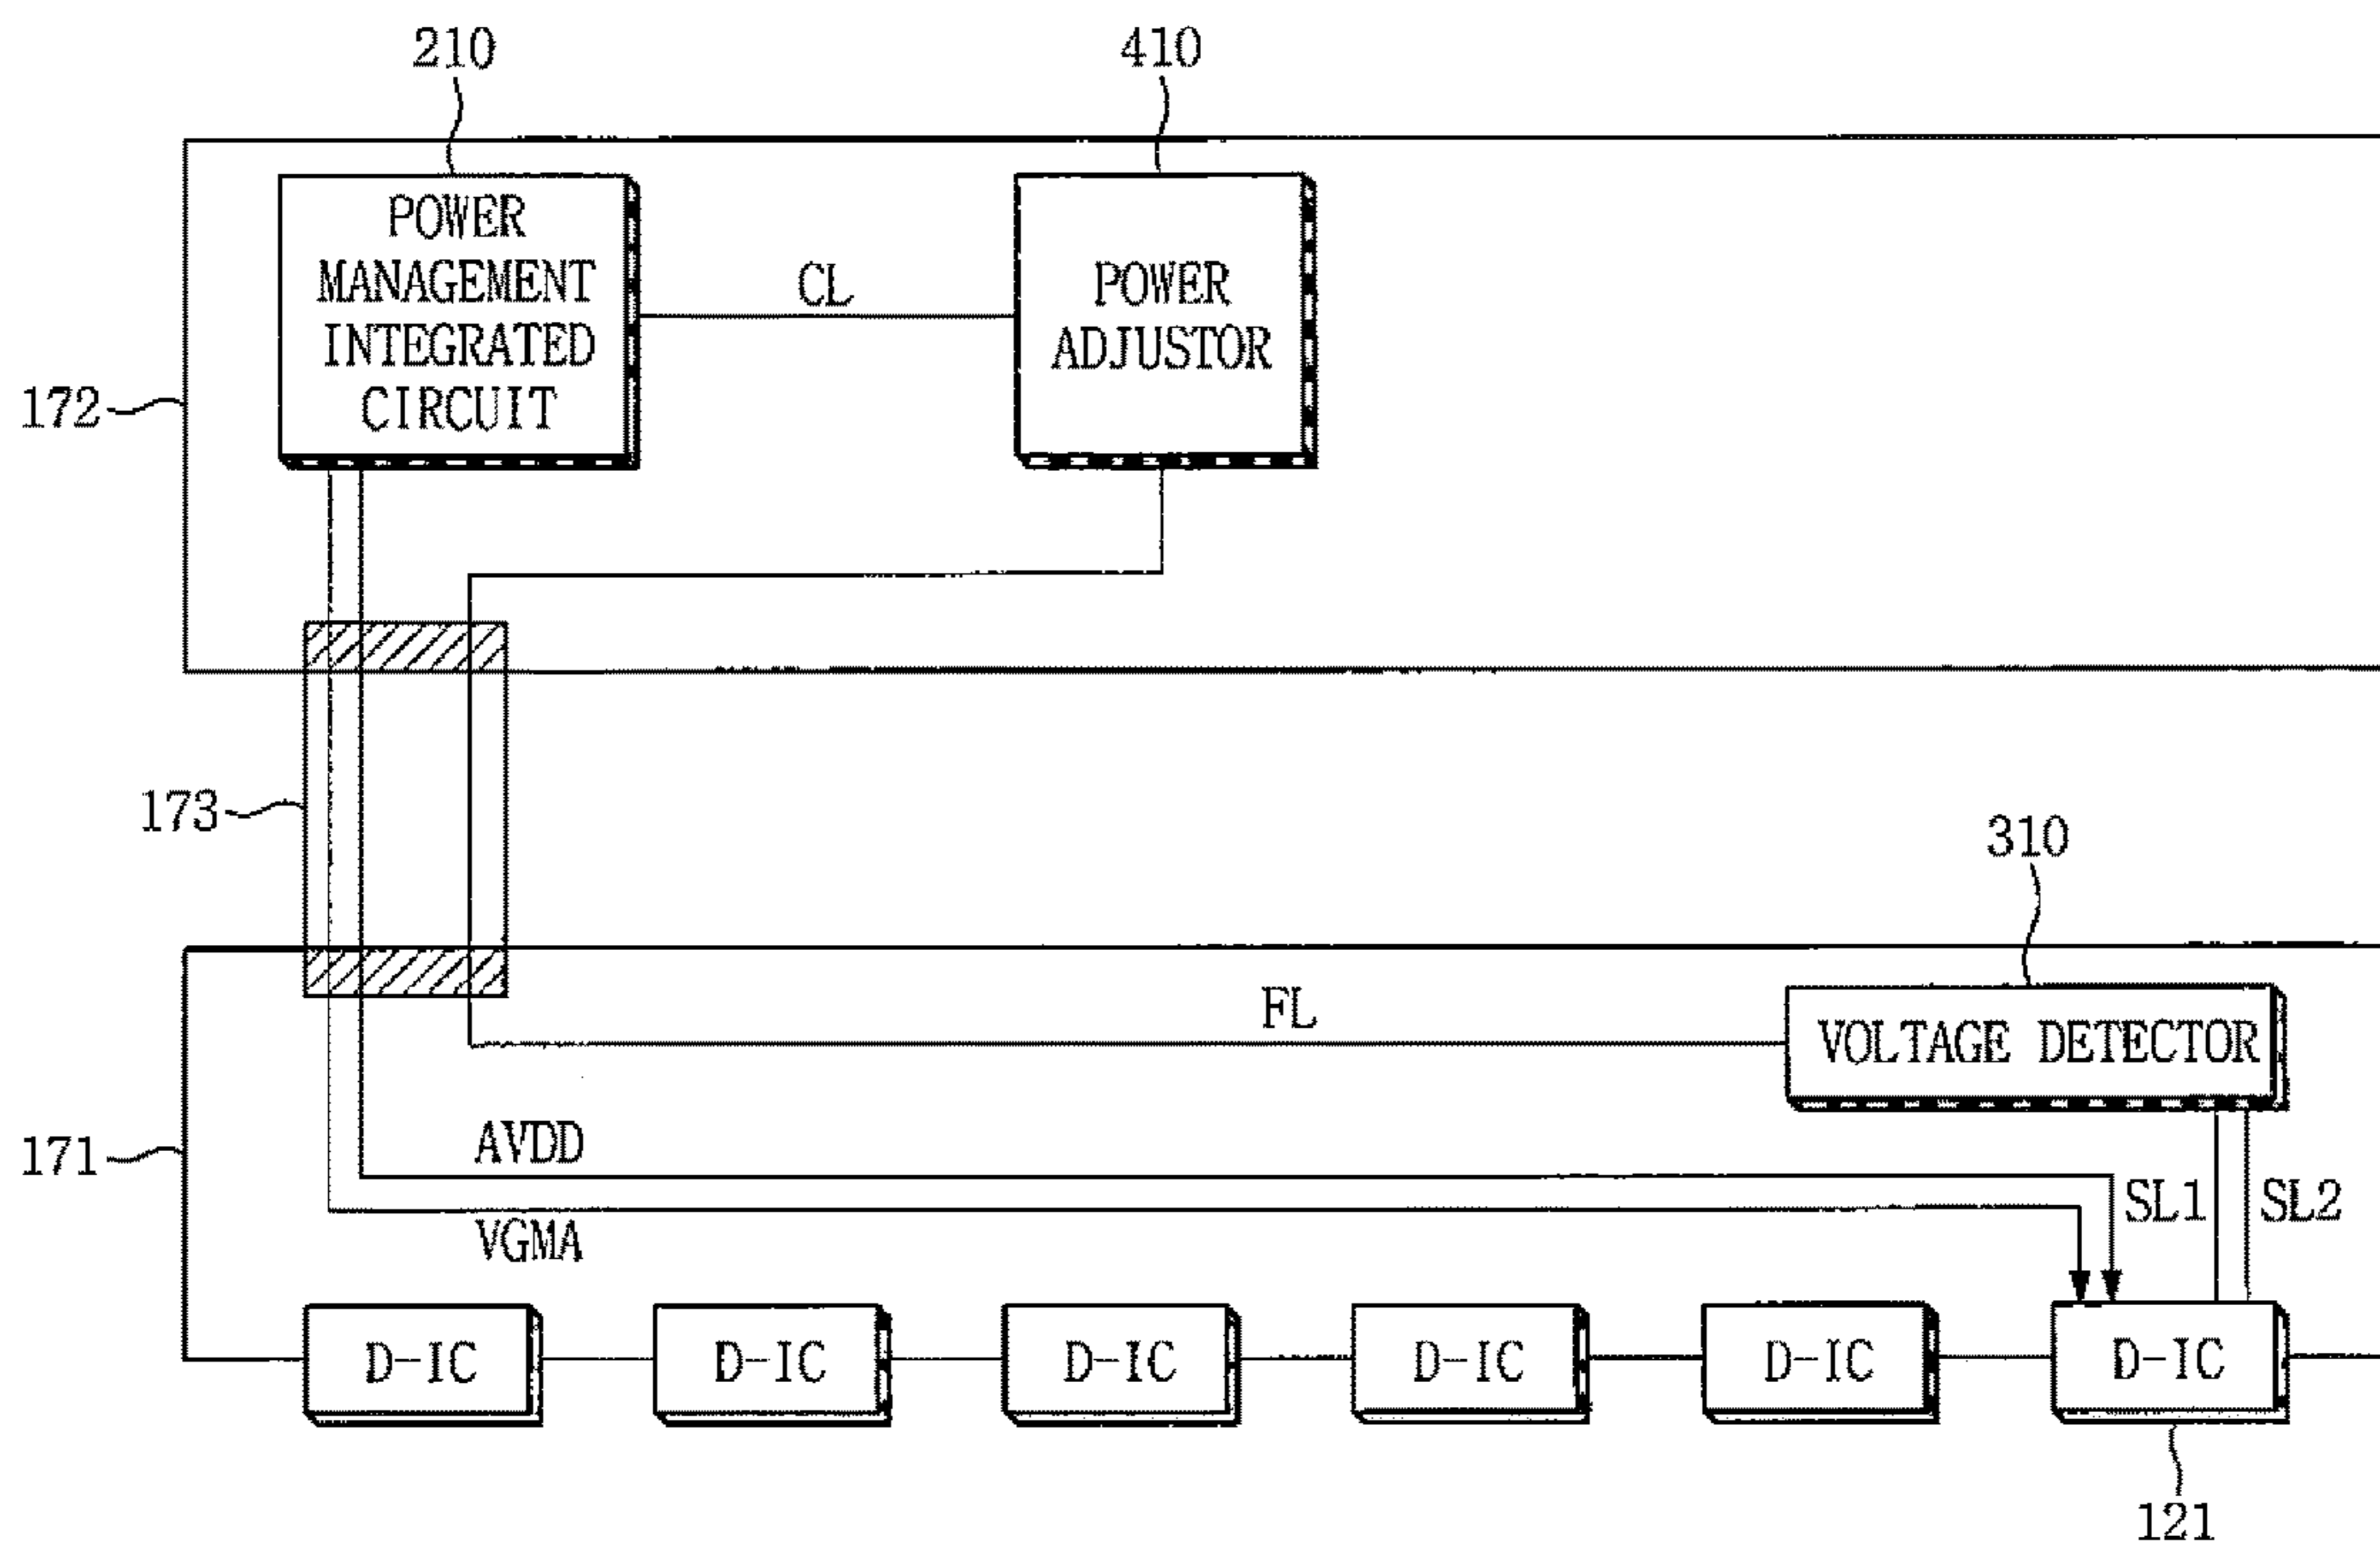 210
410
POWER
MANAGEMENT
INTEGRATED
CIRCUIT
CL
POWER
ADJUSTOR
172
173
310
FL
VOLTAGE DETECTOR
171
AVDD
VGMA
SL1
SL2
D-IC
D-IC
D-IC
D-IC
D-IC
D-IC
121